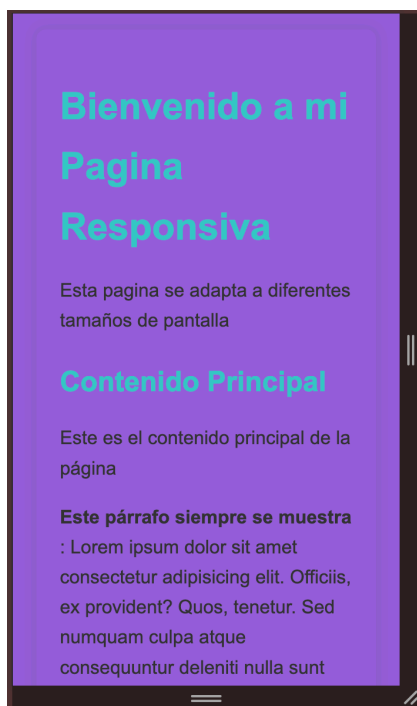 Bienvenido a mi
Pagina
Responsiva
Esta pagina se adapta a diferentes
tamaños de pantalla
Contenido Principal
Este es el contenido principal de la
página
Este párrafo siempre se muestra
: Lorem ipsum dolor sit amet
consectetur adipisicing elit. Officiis,
ex provident? Quos, tenetur. Sed
numquam culpa atque
consequuntur deleniti nulla sunt